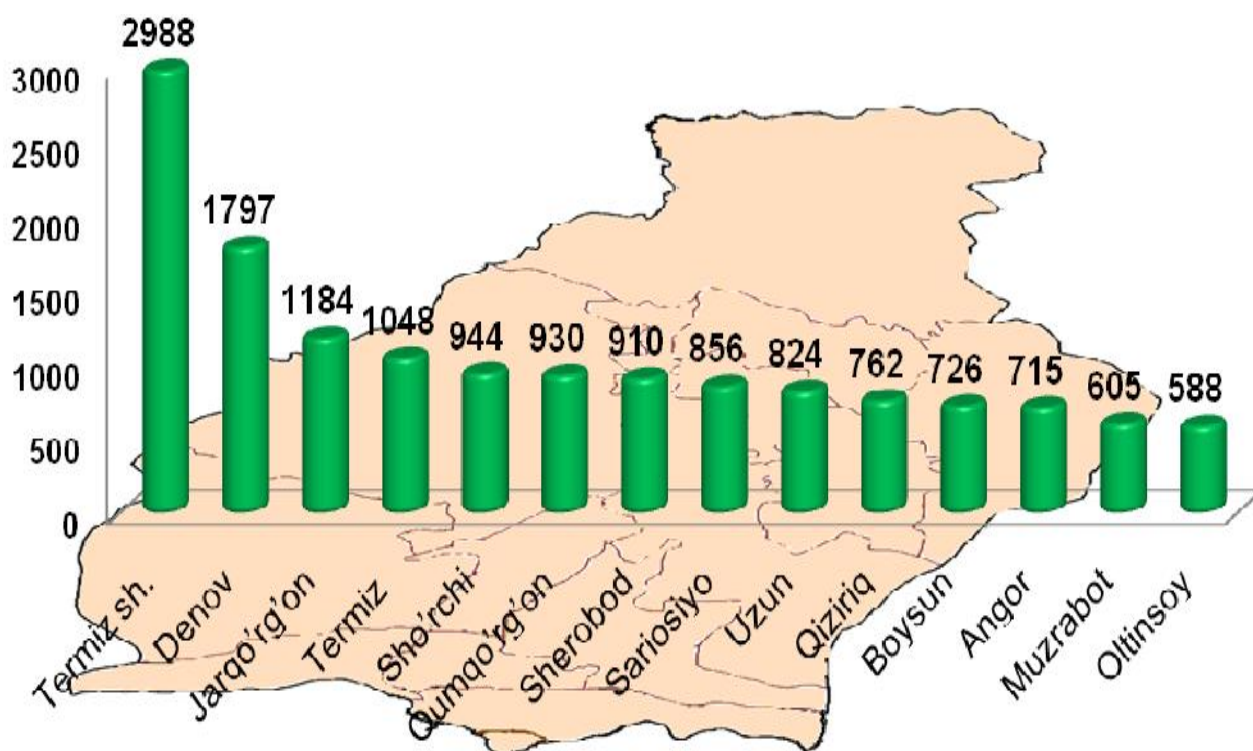 2988
3000
2500
1797
2000
1500
1184
1048
944
930
910
856
824
762
726
715
605
588
1000
500
0
Termiz sh.
Denov
Jarqo’rg’on
Termiz
Sho’rchi
Qumqo’rg’on
Sherobod
Sariosiyo
Uzun
Qiziriq
Boysun
Angor
Muzrabot
Oltinsoy